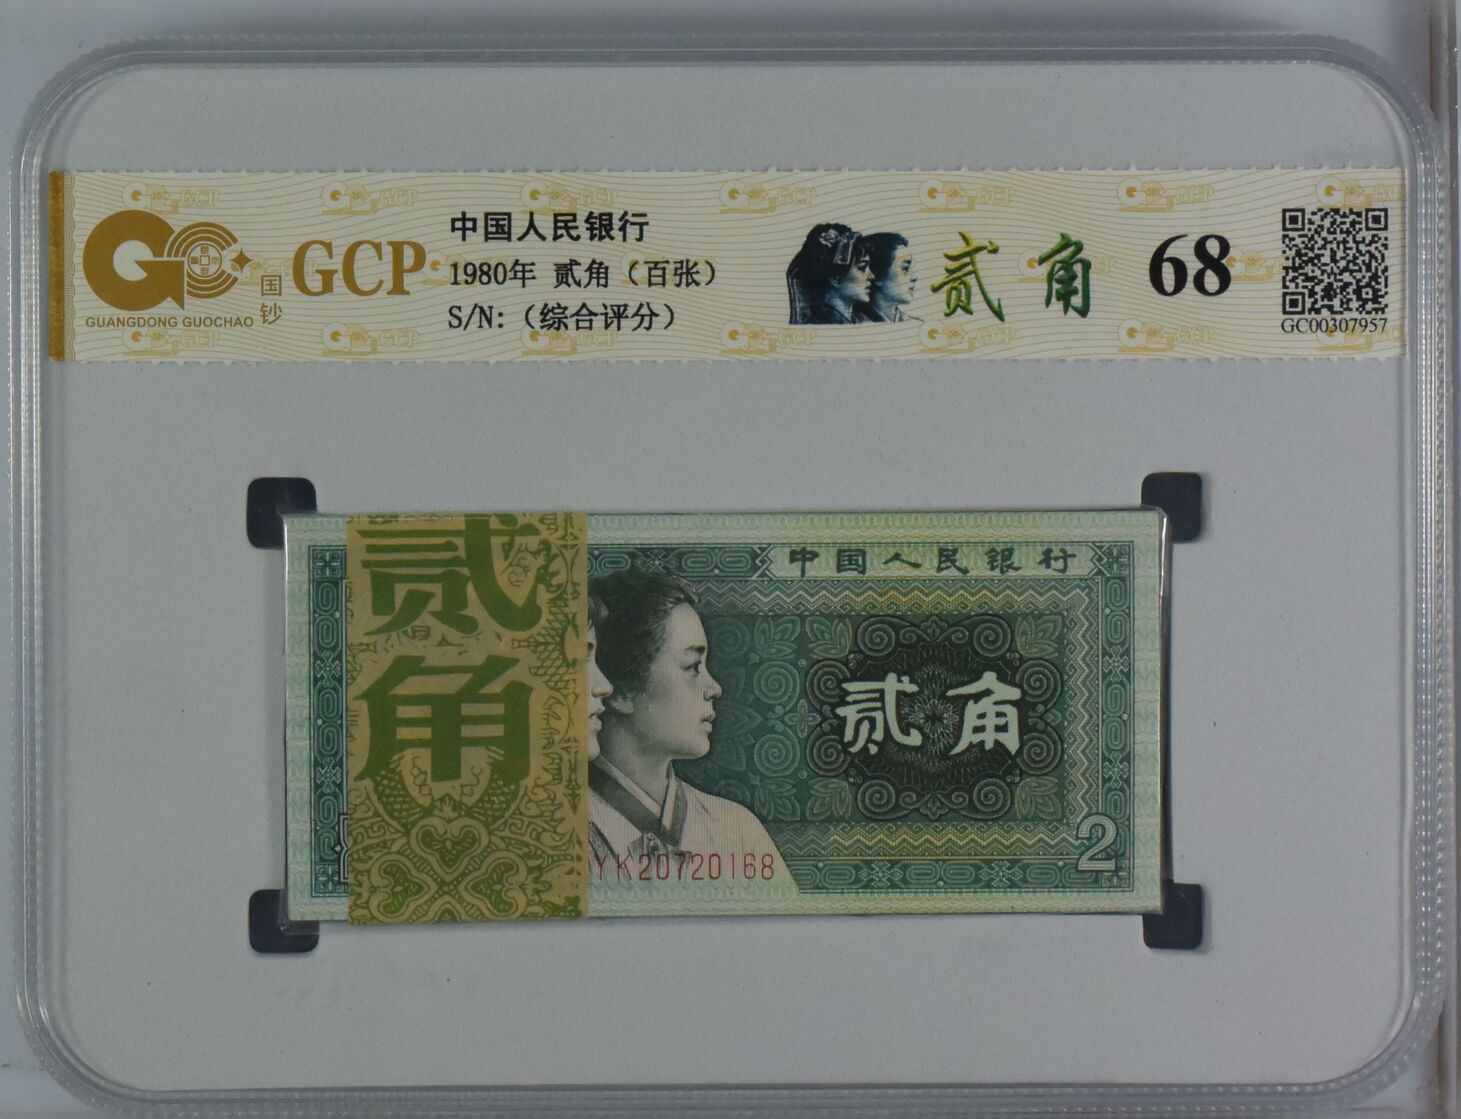 GCP
国钞
GUANGDONG GUOCHAO
中国人民银行
1980年 贰角（百张）
S/N:（综合评分）
贰角
68
GC00307957
贰角
中国人民银行
贰角
YK20720168
2